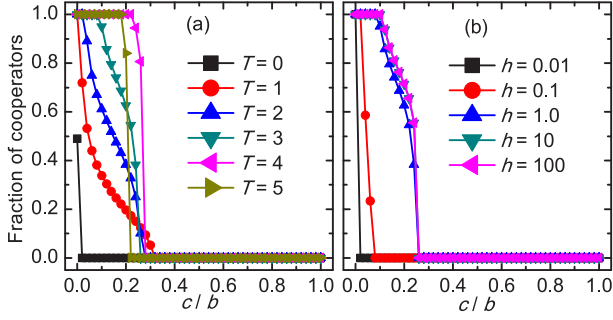 (a)
(b)
Fraction of cooperators
1.0
0.8
0.6
0.4
0.2
0.0
T = 0
T = 1
T = 2
T = 3
T = 4
T = 5
h = 0.01
h = 0.1
h = 1.0
h = 10
h = 100
0.0 0.2 0.4 0.6 0.8 1.0
0.0 0.2 0.4 0.6 0.8 1.0
c / b
c / b